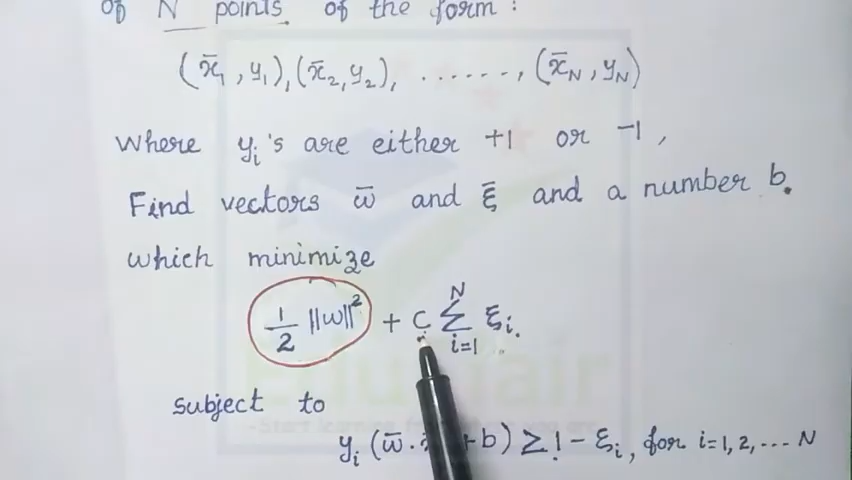 of N points of the form :
(x̄₁ , y₁), (x̄₂, y₂), ......., (x̄N , yN)
Where yᵢ's are either +1 or −1 ,
Find vectors w̄ and ξ̄ and a number b.
which minimize
1/2 ||w||² + C ∑ᵢ₌₁ᴺ ξᵢ.
subject to
yᵢ (w̄ . +b) ≥ 1 − ξᵢ, for i=1, 2, .... N